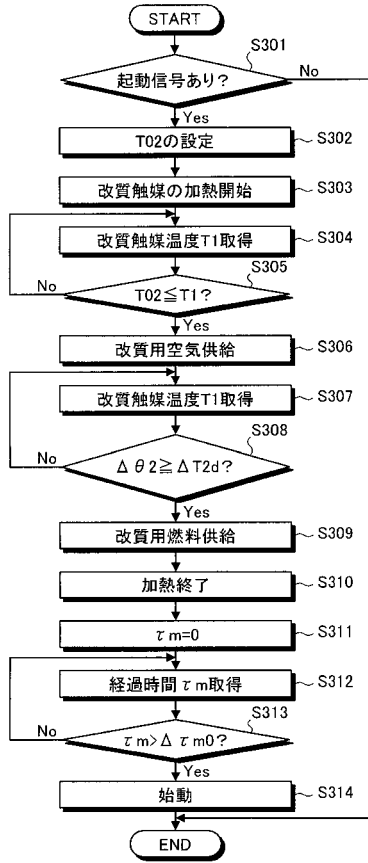 START
S301
起動信号あり?
No
Yes
T02の設定
S302
改質触媒の加熱開始
S303
改質触媒温度T1取得
S304
S305
T02≦T1?
No
Yes
改質用空気供給
S306
改質触媒温度T1取得
S307
S308
Δθ2≧ΔT2d?
No
Yes
改質用燃料供給
S309
加熱終了
S310
τm=0
S311
経過時間τm取得
S312
S313
τm>Δτm0?
No
Yes
始動
S314
END